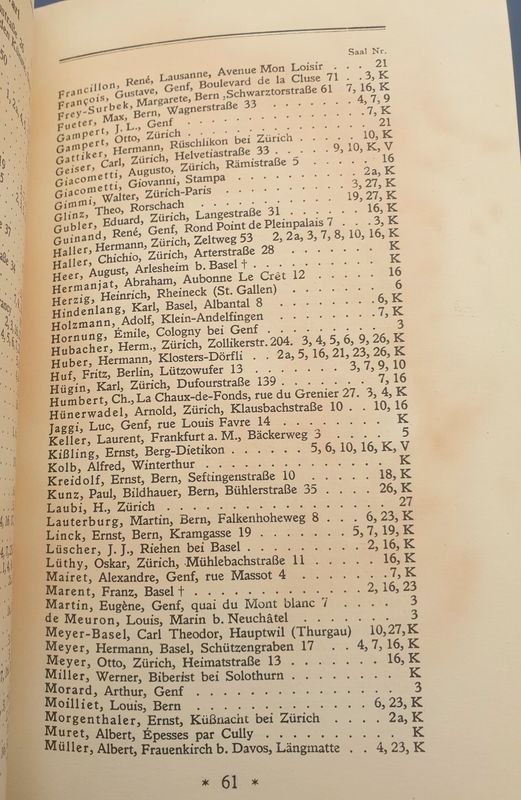 Saal Nr.
Francillon, René, Lausanne, Avenue Mon Loisir . . . 21
François, Gustave, Genf, Boulevard de la Cluse 71 . . 3, K
Frey-Surbek, Margarete, Bern, Schwarztorstraße 61 7, 16, K
Fueter, Max, Bern, Wagnerstraße 33 . . . . . . 4, 7, 9
Gampert, J. L., Genf . . . . . . . . . . . 7, K
Gampert, Otto, Zürich . . . . . . . . . . . 21
Gattiker, Hermann, Rüschlikon bei Zürich . . . . 10, K
Geiser, Carl, Zürich, Helvetiastraße 33 . . . 9, 10, K, V
Giacometti, Augusto, Zürich, Rämistraße 5 . . . . 16
Giacometti, Giovanni, Stampa . . . . . . . . 2a, K
Gimmi, Walter, Zürich-Paris . . . . . . . 3, 27, K
Glinz, Theo, Rorschach . . . . . . . . . 19, 27, K
Gubler, Eduard, Zürich, Langestraße 31 . . . . . 16, K
Guinand, René, Genf, Rond Point de Pleinpalais 7 . . 3, K
Haller, Hermann, Zürich, Zeltweg 53 2, 2a, 3, 7, 8, 10, 16, K
Haller, Chichio, Zürich, Arterstraße 28 . . . . . . K
Heer, August, Arlesheim b. Basel † . . . . . . . K
Hermanjat, Abraham, Aubonne Le Crêt 12 . . . . . 16
Herzig, Heinrich, Rheineck (St. Gallen) . . . . . . 6
Hindenlang, Karl, Basel, Albantal 8 . . . . . . 6, K
Holzmann, Adolf, Klein-Andelfingen . . . . . . 7, K
Hornung, Émile, Cologny bei Genf . . . . . . . 3
Hubacher, Herm., Zürich, Zollikerstr. 204. 3, 4, 5, 6, 9, 26, K
Huber, Hermann, Klosters-Dörfli . . 2a, 5, 16, 21, 23, 26, K
Huf, Fritz, Berlin, Lützowufer 13 . . . . . 3, 7, 9, 10
Hügin, Karl, Zürich, Dufourstraße 139 . . . . . . 7, 16
Humbert, Ch., La Chaux-de-Fonds, rue du Grenier 27. 3, 4, K
Hünerwadel, Arnold, Zürich, Klausbachstraße 10 . . 10, 16
Jaggi, Luc, Genf, rue Louis Favre 14 . . . . . . . K
Keller, Laurent, Frankfurt a. M., Bäckerweg 3 . . . . 5
Kißling, Ernst, Berg-Dietikon . . . . . 5, 6, 10, 16, K, V
Kolb, Alfred, Winterthur . . . . . . . . . . . K
Kreidolf, Ernst, Bern, Seftingenstraße 10 . . . . 18, K
Kunz, Paul, Bildhauer, Bern, Bühlerstraße 35 . . . 26, K
Laubi, H., Zürich . . . . . . . . . . . . . 27
Lauterburg, Martin, Bern, Falkenhoheweg 8 . . . 6, 23, K
Linck, Ernst, Bern, Kramgasse 19 . . . . . 5, 7, 19, K
Lüscher, J. J., Riehen bei Basel . . . . . . . 2, 16, K
Lüthy, Oskar, Zürich, Mühlebachstraße 11 . . . . 16, K
Mairet, Alexandre, Genf, rue Massot 4 . . . . . . 7, K
Marent, Franz, Basel † . . . . . . . . . . 2, 16, 23
Martin, Eugène, Genf, quai du Mont blanc 7 . . . . 3
de Meuron, Louis, Marin b. Neuchâtel . . . . . . . 3
Meyer-Basel, Carl Theodor, Hauptwil (Thurgau) 10, 27, K
Meyer, Hermann, Basel, Schützengraben 17 . . 4, 7, 16, K
Meyer, Otto, Zürich, Heimatstraße 13 . . . . . . 16, K
Miller, Werner, Biberist bei Solothurn . . . . . . . K
Morard, Arthur, Genf . . . . . . . . . . . . 3
Moilliet, Louis, Bern . . . . . . . . . . 6, 23, K
Morgenthaler, Ernst, Küßnacht bei Zürich . . . . 2a, K
Muret, Albert, Épesses par Cully . . . . . . . . . K
Müller, Albert, Frauenkirch b. Davos, Längmatte . . 4, 23, K
* 61 *